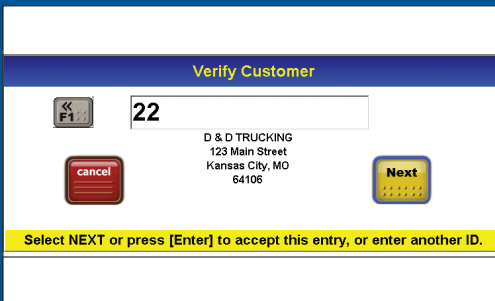 Verify Customer
«
F1
22
D & D TRUCKING
123 Main Street
Kansas City, MO
64106
cancel
Next
Select NEXT or press [Enter] to accept this entry, or enter another ID.